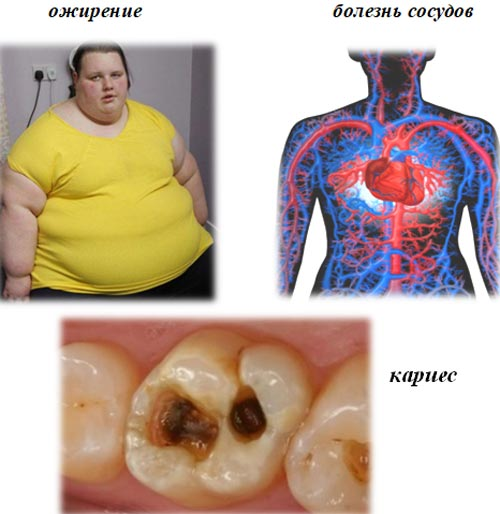 ожирение
болезнь сосудов
кариес